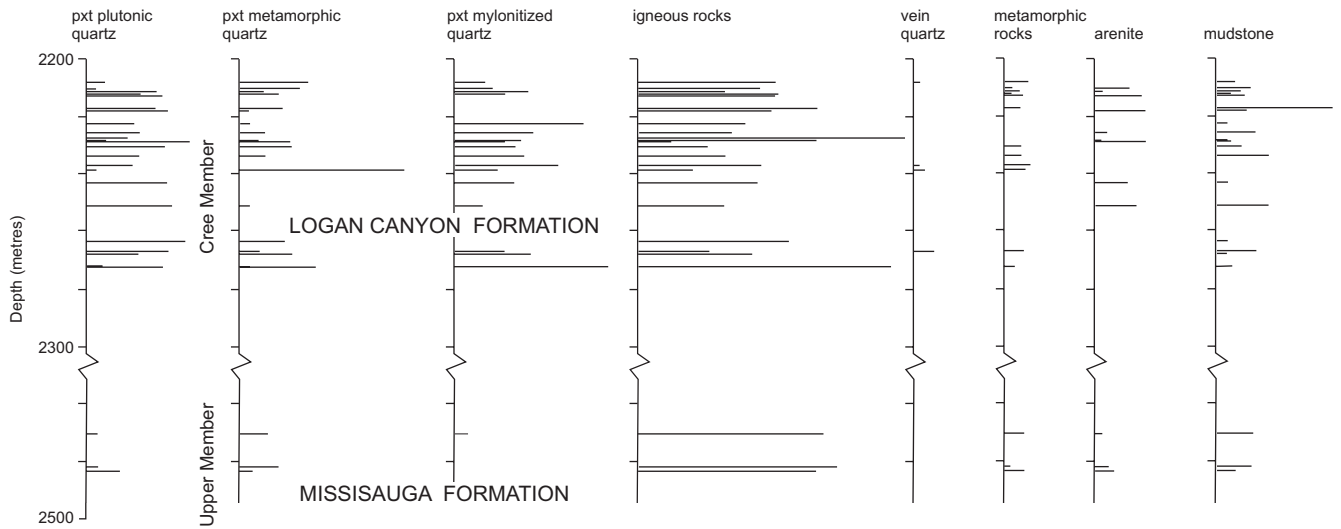 pxt plutonic
quartz
pxt metamorphic
quartz
pxt mylonitized
quartz
igneous rocks
vein
quartz
metamorphic
rocks
arenite
mudstone
2200
Cree Member
LOGAN CANYON FORMATION
Depth (metres)
2300
Upper Member
MISSISAUGA FORMATION
2500